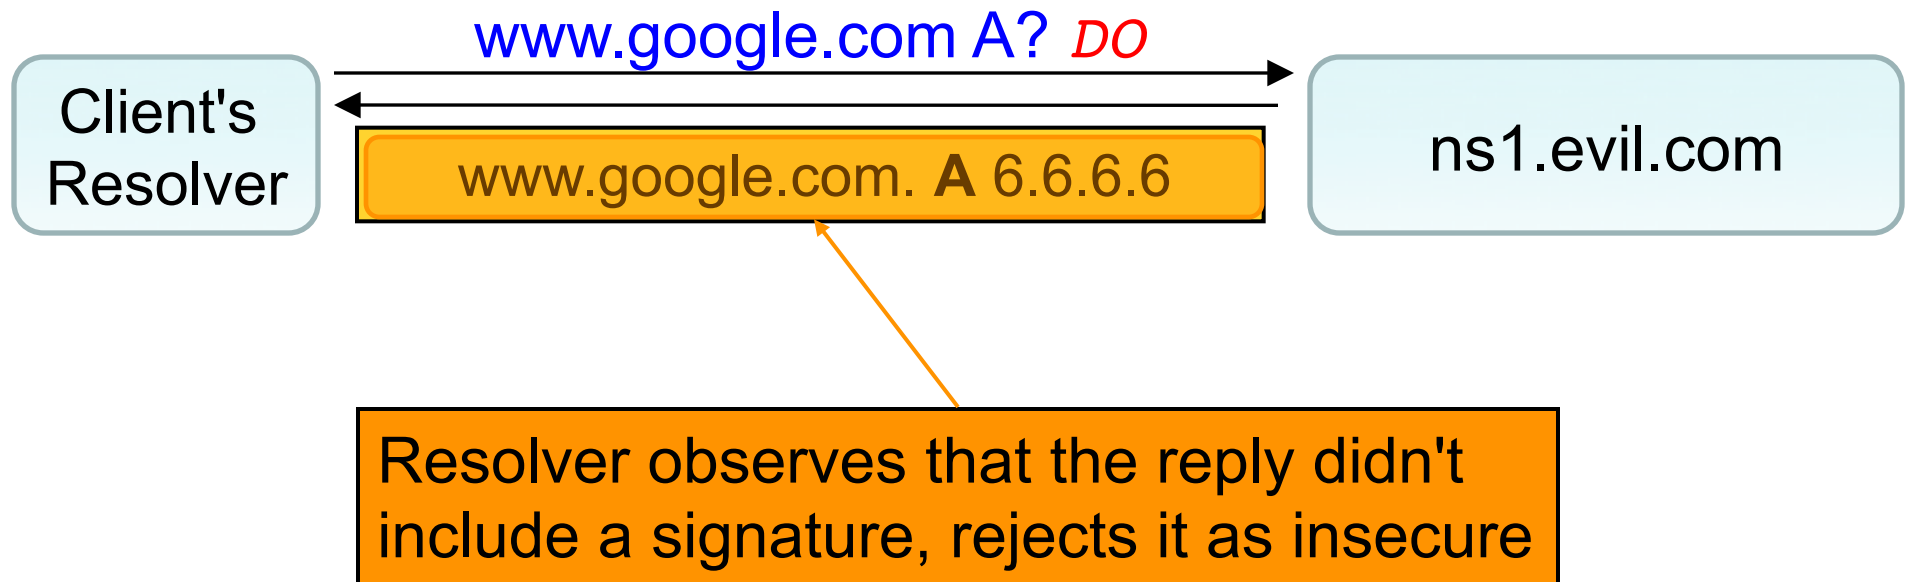 www.google.com A? DO
Client's
Resolver
www.google.com. A 6.6.6.6
ns1.evil.com
Resolver observes that the reply didn't
include a signature, rejects it as insecure